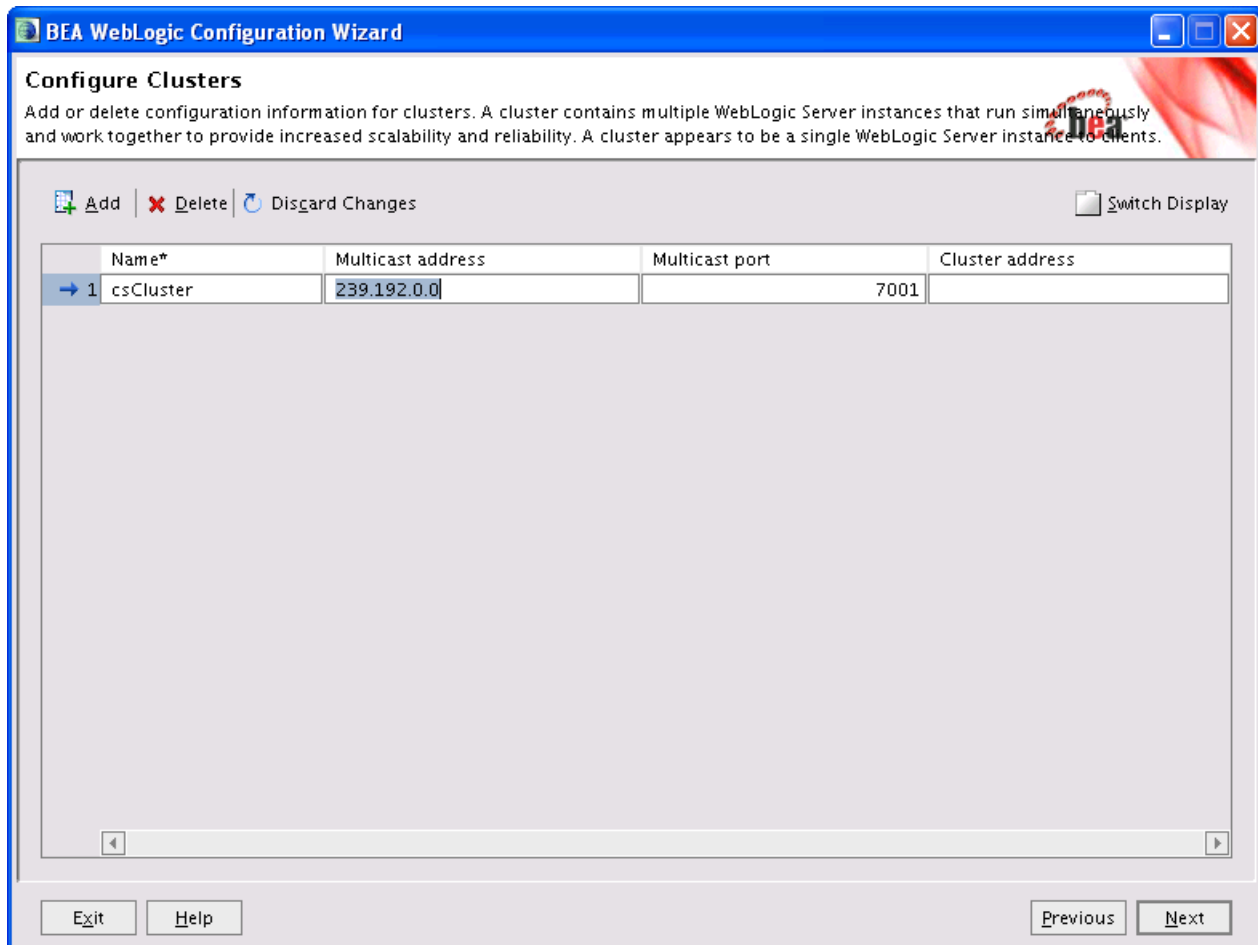 BEA WebLogic Configuration Wizard
Configure Clusters
Add or delete configuration information for clusters. A cluster contains multiple WebLogic Server instances that run simultaneously
and work together to provide increased scalability and reliability. A cluster appears to be a single WebLogic Server instance to clients.
bea
Add Delete Discard Changes Switch Display
Name* Multicast address Multicast port Cluster address
1 csCluster 239.192.0.0 7001
Exit Help Previous Next